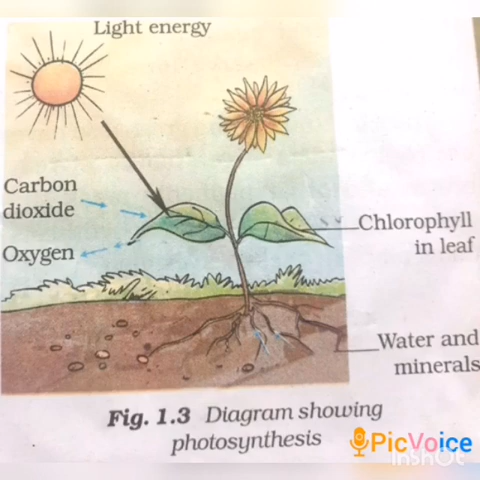 Light energy
Carbon
dioxide
Oxygen
Chlorophyll
in leaf
Water and
minerals
Fig. 1.3 Diagram showing
photosynthesis
PicVoice
InShOt